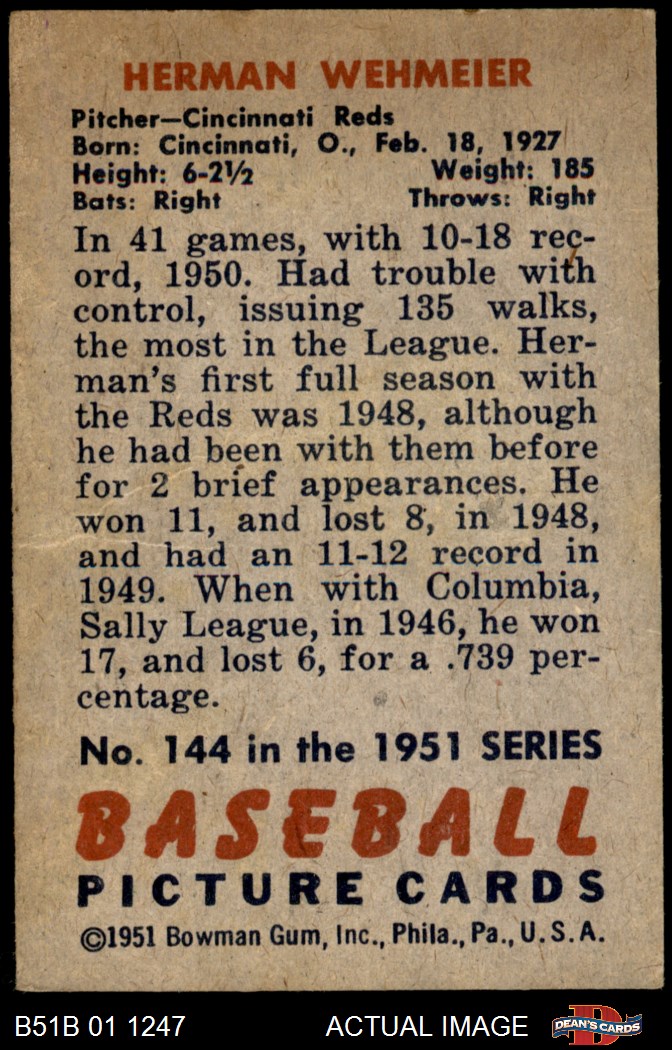 HERMAN WEHMEIER
Pitcher—Cincinnati Reds
Born: Cincinnati, O., Feb. 18, 1927
Height: 6-2½ Weight: 185
Bats: Right Throws: Right
In 41 games, with 10-18 rec-
ord, 1950. Had trouble with
control, issuing 135 walks,
the most in the League. Her-
man's first full season with
the Reds was 1948, although
he had been with them before
for 2 brief appearances. He
won 11, and lost 8, in 1948,
and had an 11-12 record in
1949. When with Columbia,
Sally League, in 1946, he won
17, and lost 6, for a .739 per-
centage.
No. 144 in the 1951 SERIES
BASEBALL
PICTURE CARDS
©1951 Bowman Gum, Inc., Phila., Pa., U.S.A.
B51B 01 1247 ACTUAL IMAGE D DEAN'S CARDS